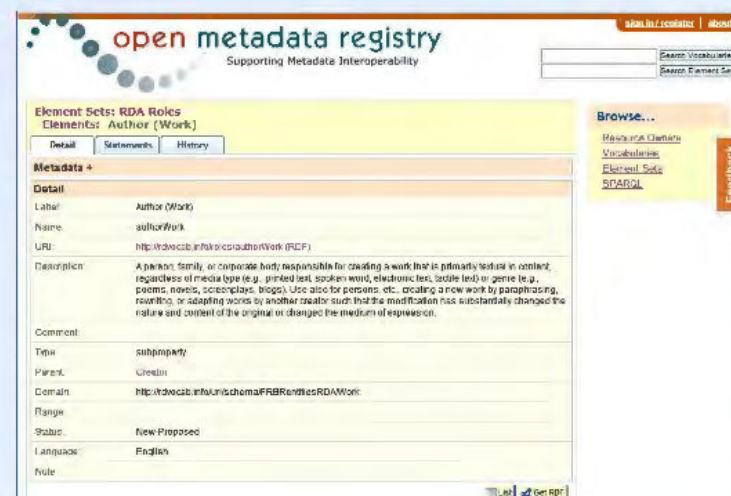 sign in / register | about
open metadata registry
Supporting Metadata Interoperability
Search Vocabularie
Search Element Se
Element Sets: RDA Roles
Elements: Author (Work)
Detail Statements History
Metadata +
Detail
Label: Author (Work)
Name: authorWork
URI: http://rdvocab.info/roles/authorWork (RDF)
Description: A person, family, or corporate body responsible for creating a work that is primarily textual in content,
regardless of media type (e.g., printed text, spoken word, electronic text, tactile text) or genre (e.g.,
poems, novels, screenplays, blogs). Use also for persons, etc., creating a new work by paraphrasing,
rewriting, or adapting works by another creator such that the modification has substantially changed the
nature and content of the original or changed the medium of expression.
Comment:
Type: subproperty
Parent: Creator
Domain: http://rdvocab.info/uri/schema/FRBRentitiesRDA/Work
Range:
Status: New-Proposed
Language: English
Note:
List Get RDF
Browse...
Resource Owners
Vocabularies
Element Sets
SPARQL
Feedback